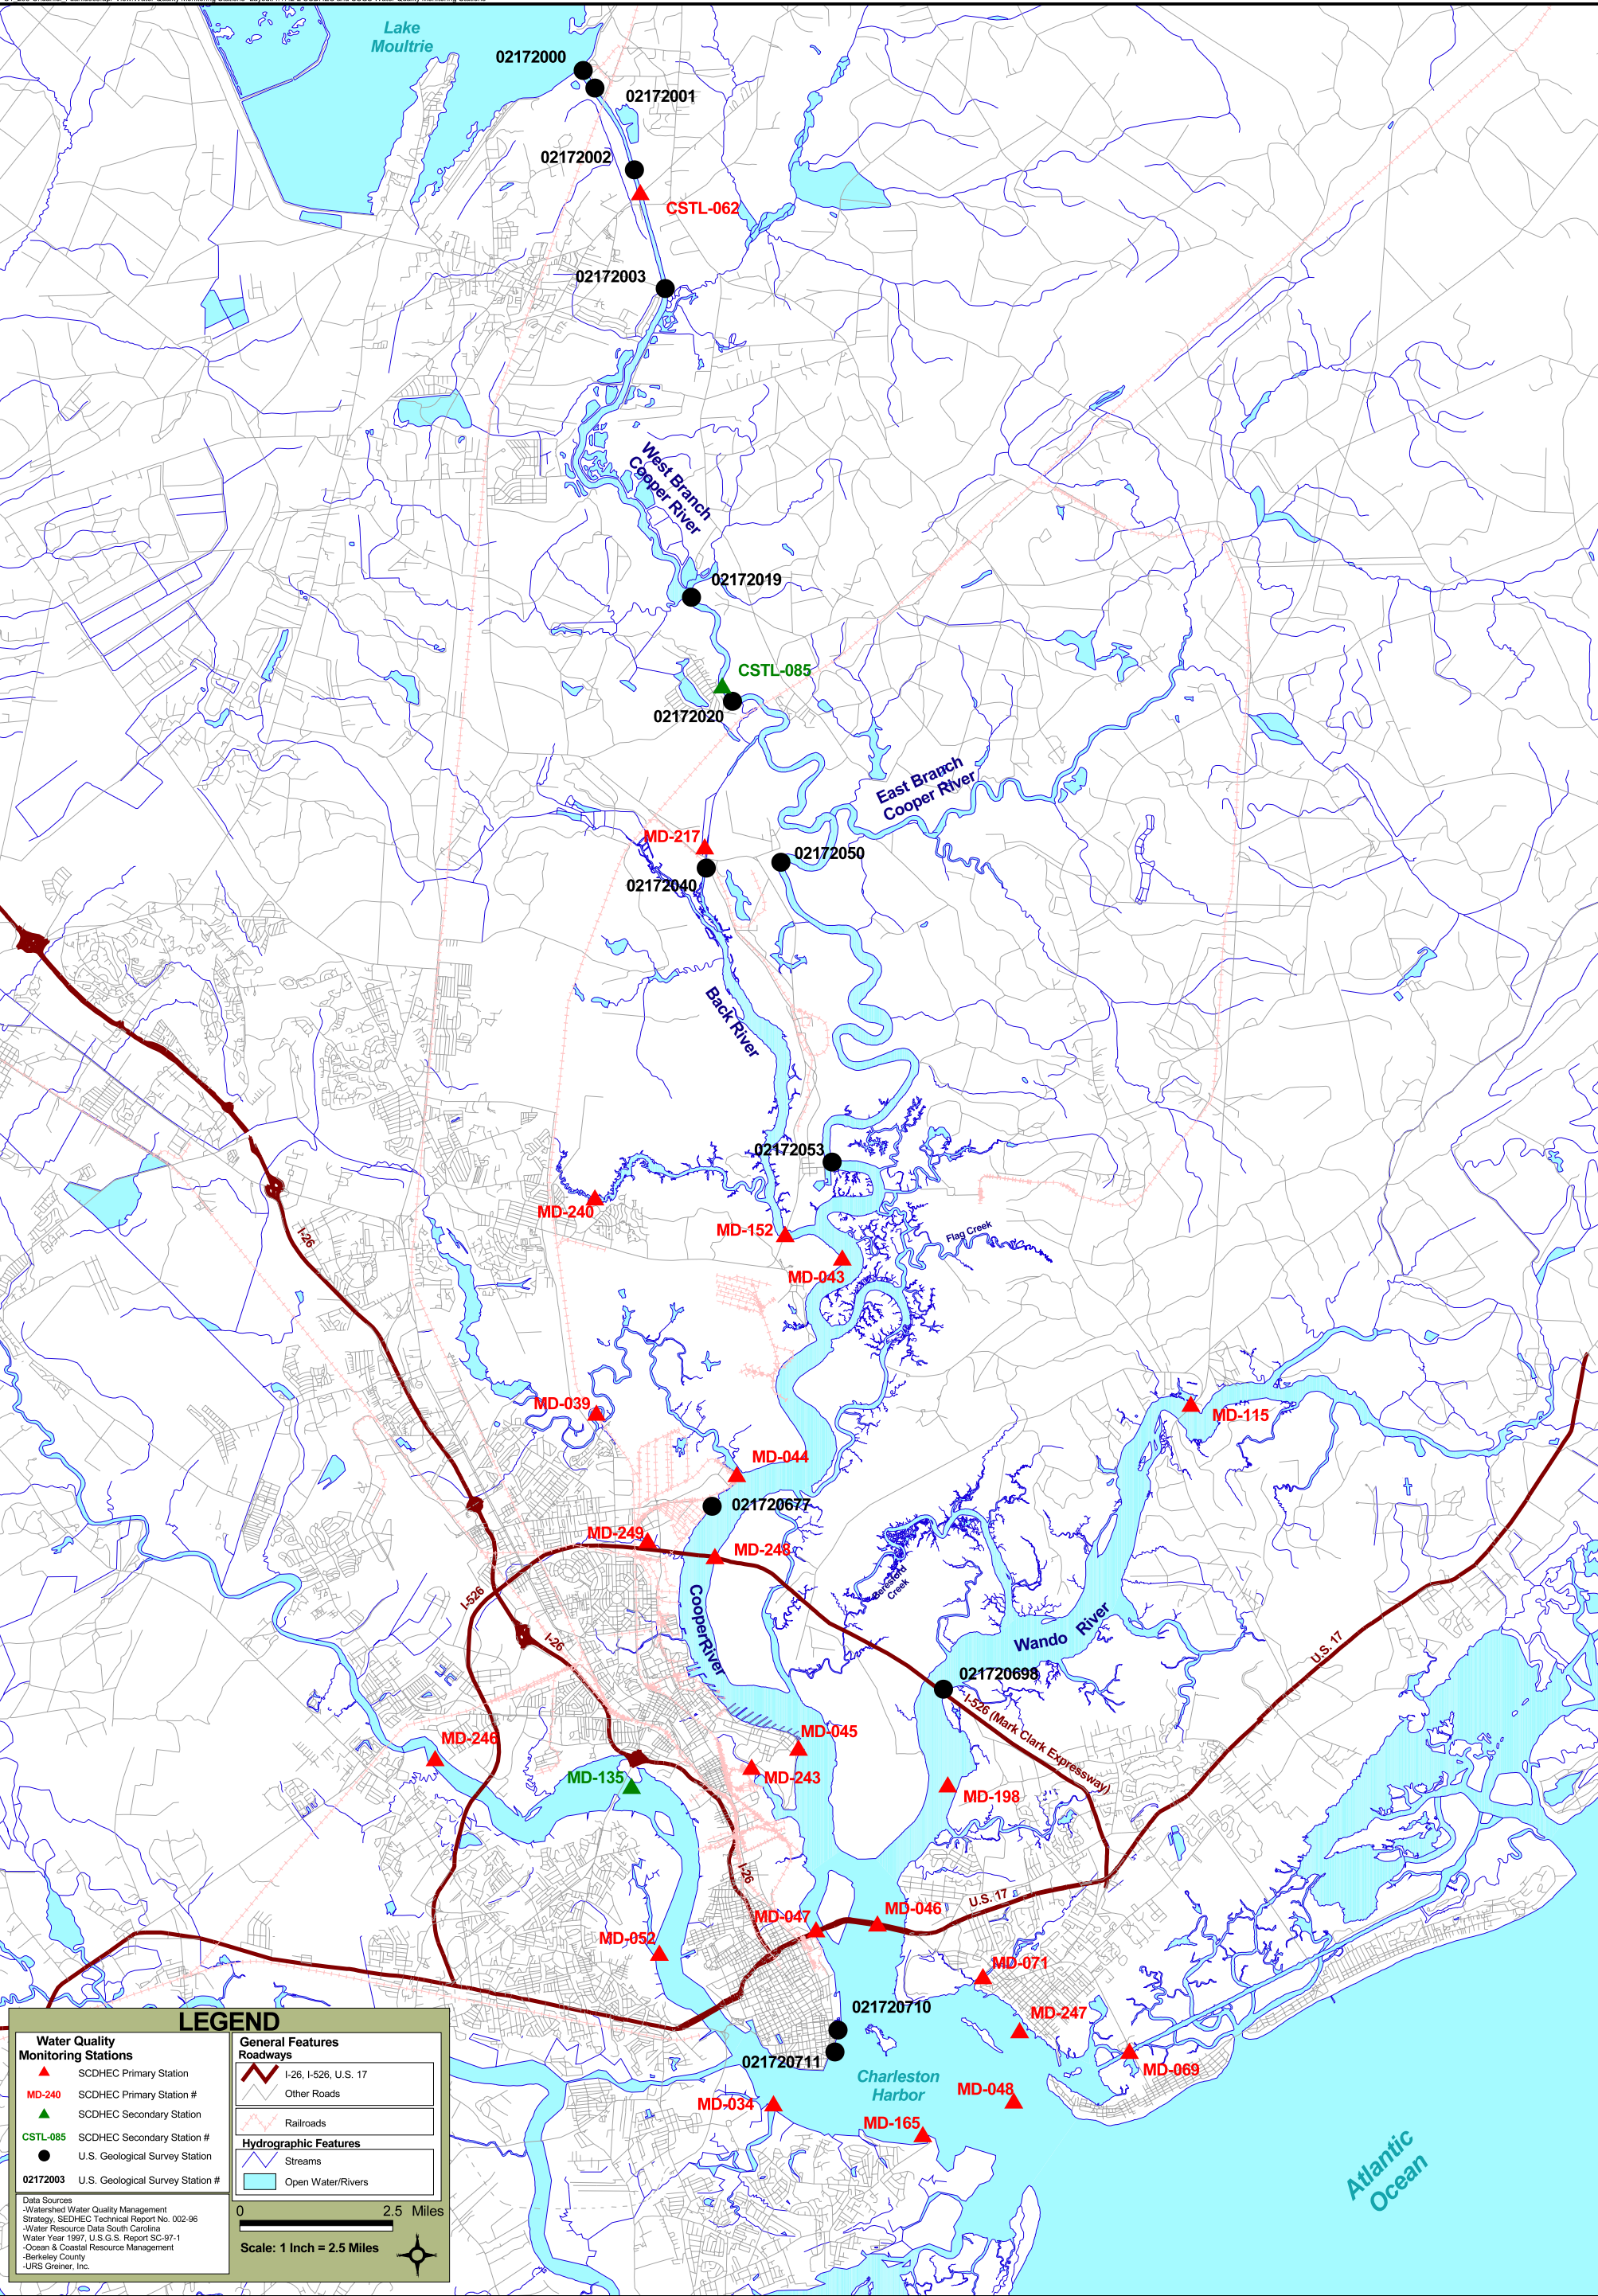 Lake
Moultrie
02172000
02172001
02172002
CSTL-062
02172003
West Branch
Cooper River
02172019
CSTL-085
02172020
East Branch
Cooper River
MD-217
02172050
02172040
Back River
02172053
MD-240
MD-152
Flag Creek
I-26
MD-043
MD-039
MD-115
MD-044
021720677
MD-249
MD-248
Beresford
Creek
I-526
CooperRiver
Wando River
I-26
U.S. 17
021720698
I-526 (Mark Clark Expressway)
MD-045
MD-246
MD-135
MD-243
MD-198
I-26
U.S. 17
MD-047
MD-046
MD-052
MD-071
021720710
MD-247
021720711
MD-069
Charleston
Harbor
MD-048
MD-034
MD-165
Atlantic
Ocean
LEGEND
Water Quality
Monitoring Stations
SCDHEC Primary Station
MD-240 SCDHEC Primary Station #
SCDHEC Secondary Station
CSTL-085 SCDHEC Secondary Station #
U.S. Geological Survey Station
02172003 U.S. Geological Survey Station #
General Features
Roadways
I-26, I-526, U.S. 17
Other Roads
Railroads
Hydrographic Features
Streams
Open Water/Rivers
Data Sources
-Watershed Water Quality Management
Strategy, SEDHEC Technical Report No. 002-96
-Water Resource Data South Carolina
Water Year 1997, U.S.G.S. Report SC-97-1
-Ocean & Coastal Resource Management
-Berkeley County
-URS Greiner, Inc.
0 2.5 Miles
Scale: 1 Inch = 2.5 Miles